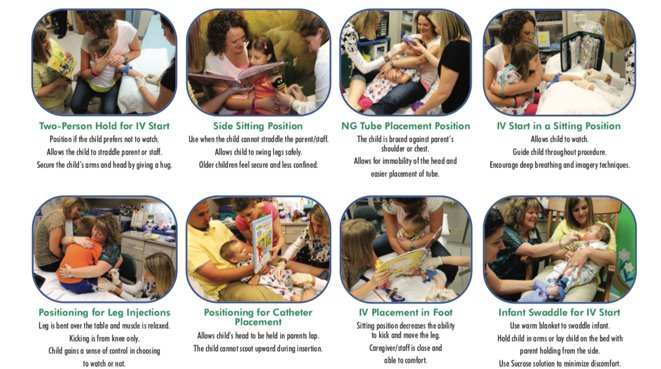 Two-Person Hold for IV Start
Position if the child prefers not to watch.
Allows the child to straddle parent or staff.
Secure the child's arms and head by giving a hug.
Side Sitting Position
Use when the child cannot straddle the parent/staff.
Allows child to swing legs safely.
Older children feel secure and less confined.
NG Tube Placement Position
The child is braced against parent's
shoulder or chest.
Allows for immobility of the head and
easier placement of tube.
IV Start in a Sitting Position
Allows child to watch.
Guide child throughout procedure.
Encourage deep breathing and imagery techniques.
Positioning for Leg Injections
Leg is bent over the table and muscle is relaxed.
Kicking is from knee only.
Child gains a sense of control in choosing
to watch or not.
Positioning for Catheter
Placement
Allows child's head to be held in parents lap.
The child cannot scoot upward during insertion.
IV Placement in Foot
Sitting position decreases the ability
to kick and move the leg.
Caregiver/staff is close and
able to comfort.
Infant Swaddle for IV Start
Use warm blanket to swaddle infant.
Hold child in arms or lay child on the bed with
parent holding from the side.
Use Sucrose solution to minimize discomfort.